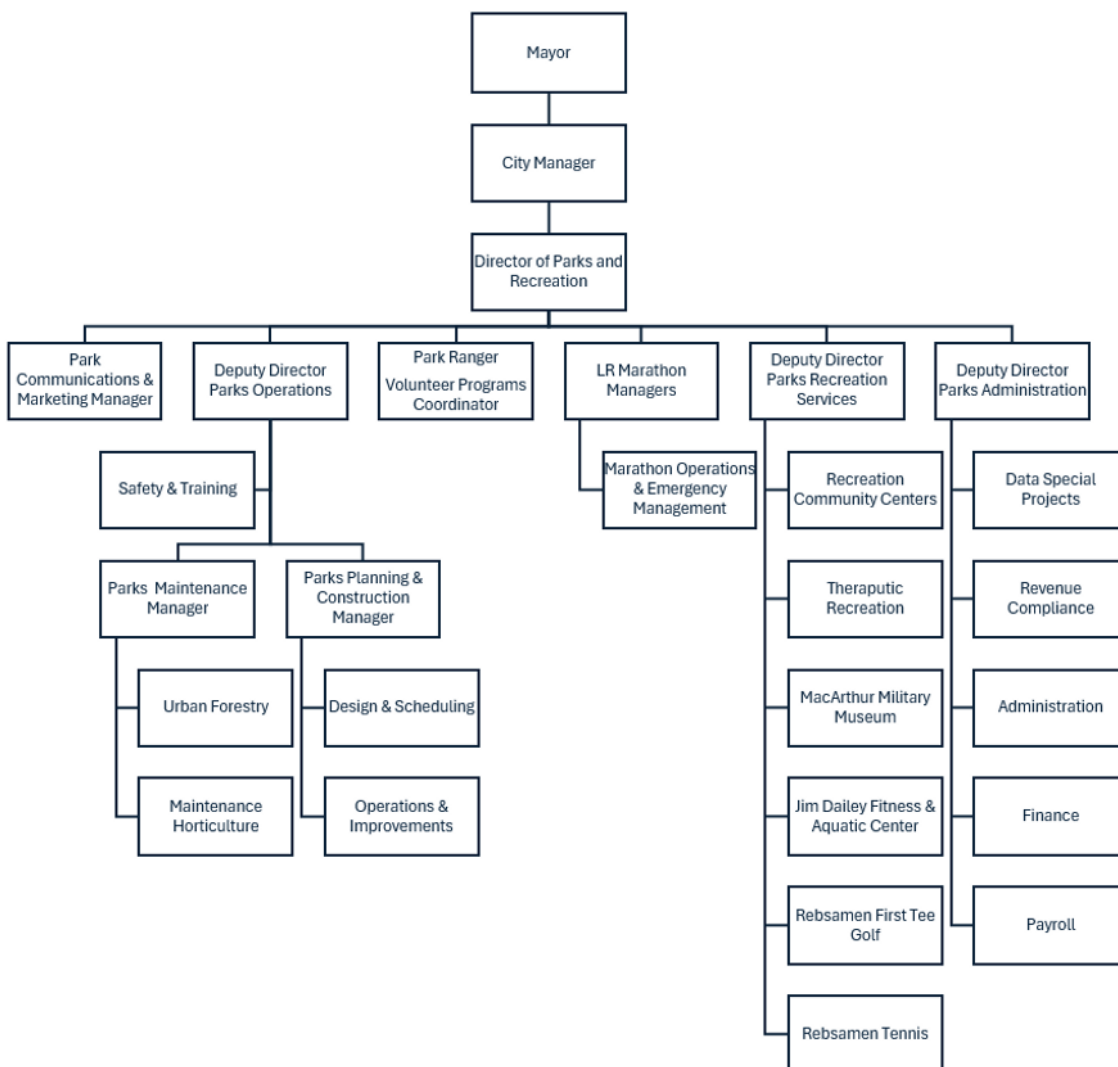 Mayor
City Manager
Director of Parks and
Recreation
Park
Communications &
Marketing Manager
Deputy Director
Parks Operations
Park Ranger
Volunteer Programs
Coordinator
LR Marathon
Managers
Deputy Director
Parks Recreation
Services
Deputy Director
Parks Administration
Safety & Training
Marathon Operations
& Emergency
Management
Recreation
Community Centers
Data Special
Projects
Parks Maintenance
Manager
Parks Planning &
Construction
Manager
Theraputic
Recreation
Revenue
Compliance
Urban Forestry
Design & Scheduling
MacArthur Military
Museum
Administration
Maintenance
Horticulture
Operations &
Improvements
Jim Dailey Fitness &
Aquatic Center
Finance
Rebsamen First Tee
Golf
Payroll
Rebsamen Tennis